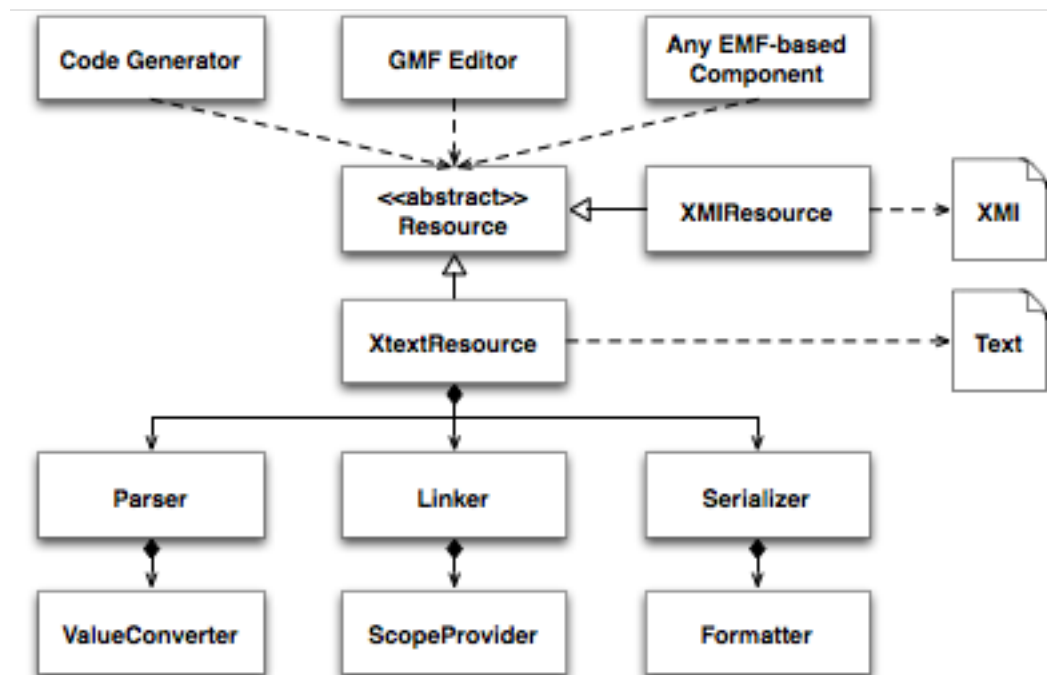 Code Generator
GMF Editor
Any EMF-based
Component
<<abstract>>
Resource
XMIResource
XMI
XtextResource
Text
Parser
Linker
Serializer
ValueConverter
ScopeProvider
Formatter